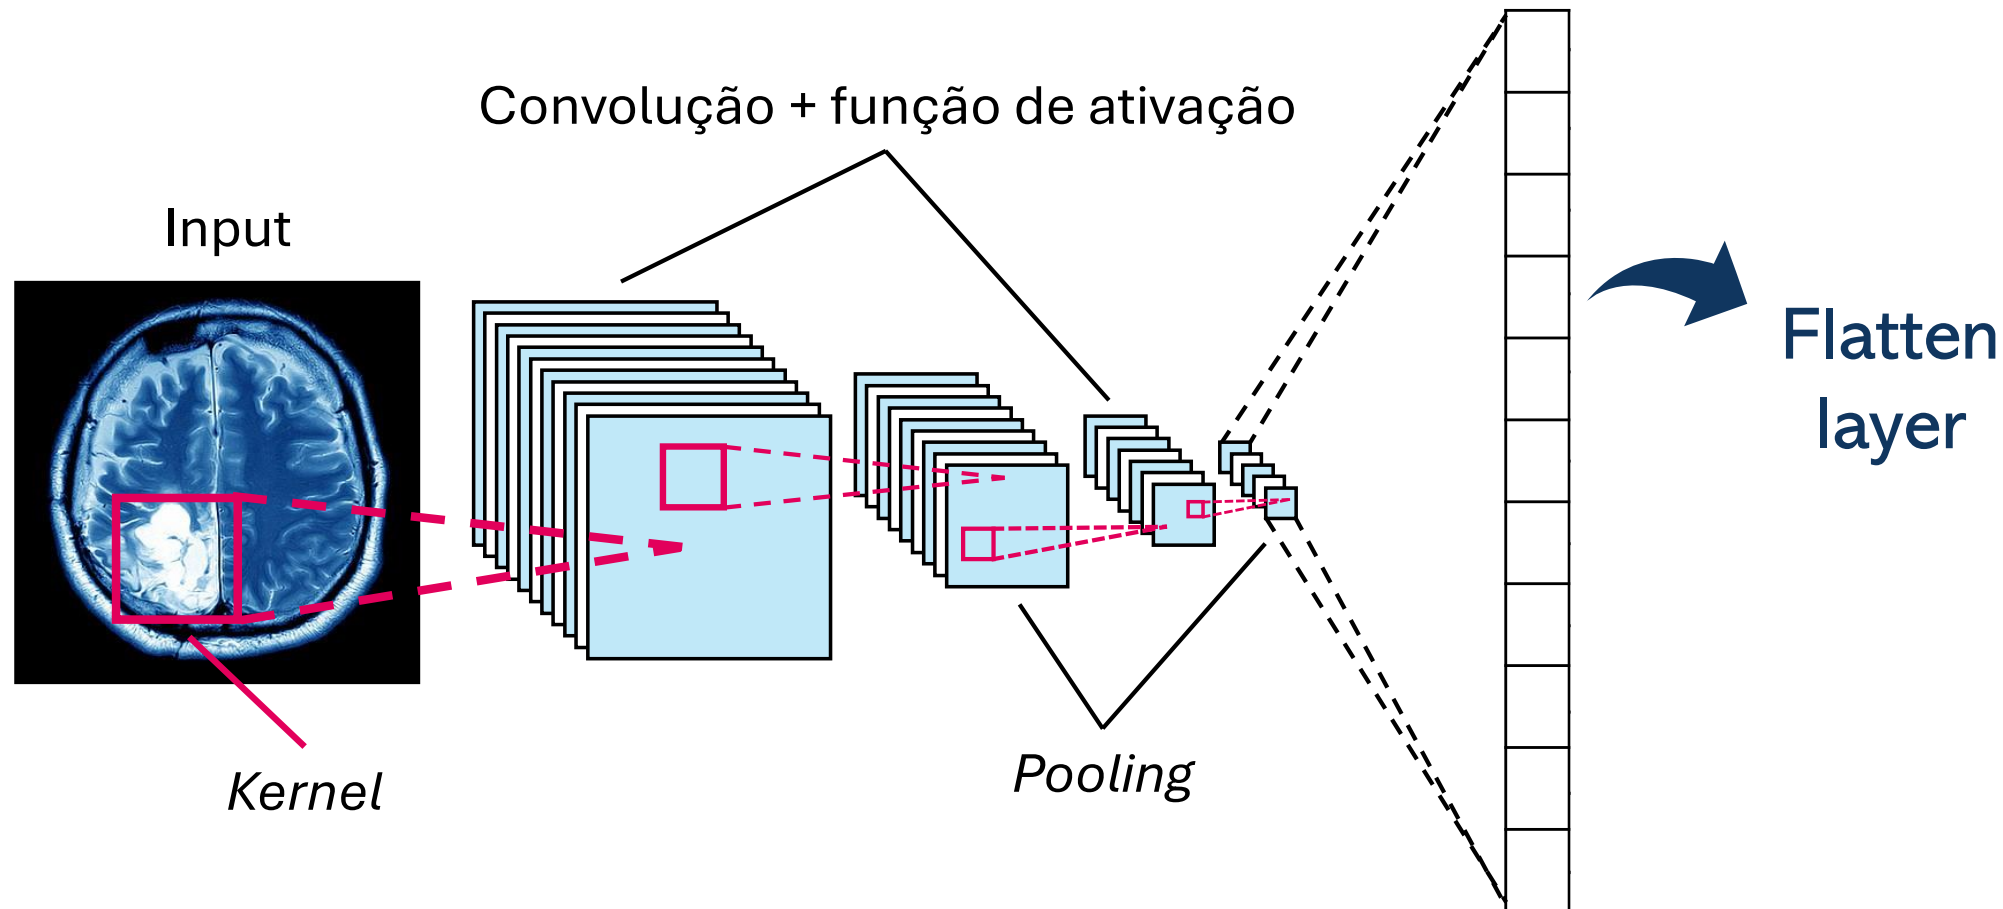 Convolução + função de ativação
Input
Flatten
layer
Kernel
Pooling